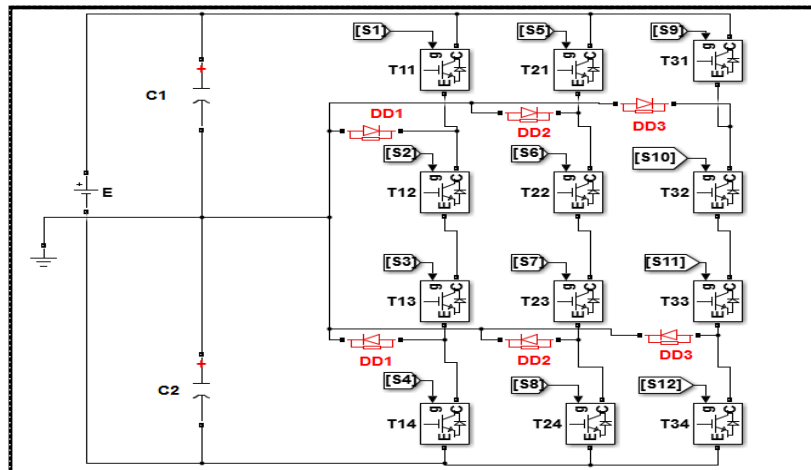 [S1] [S5] [S9]
g C g C g C
T11 T21 T31
E E E
+
C1
DD1 DD2 DD3
[S2] [S6] [S10]
g C g C g C
+ E
T12 T22 T32
E E E
[S3] [S7] [S11]
g C g C g C
T13 T23 T33
E E E
+
DD1 DD2 DD3
C2
[S4] [S8] [S12]
g C g C g C
T14 T24 T34
E E E